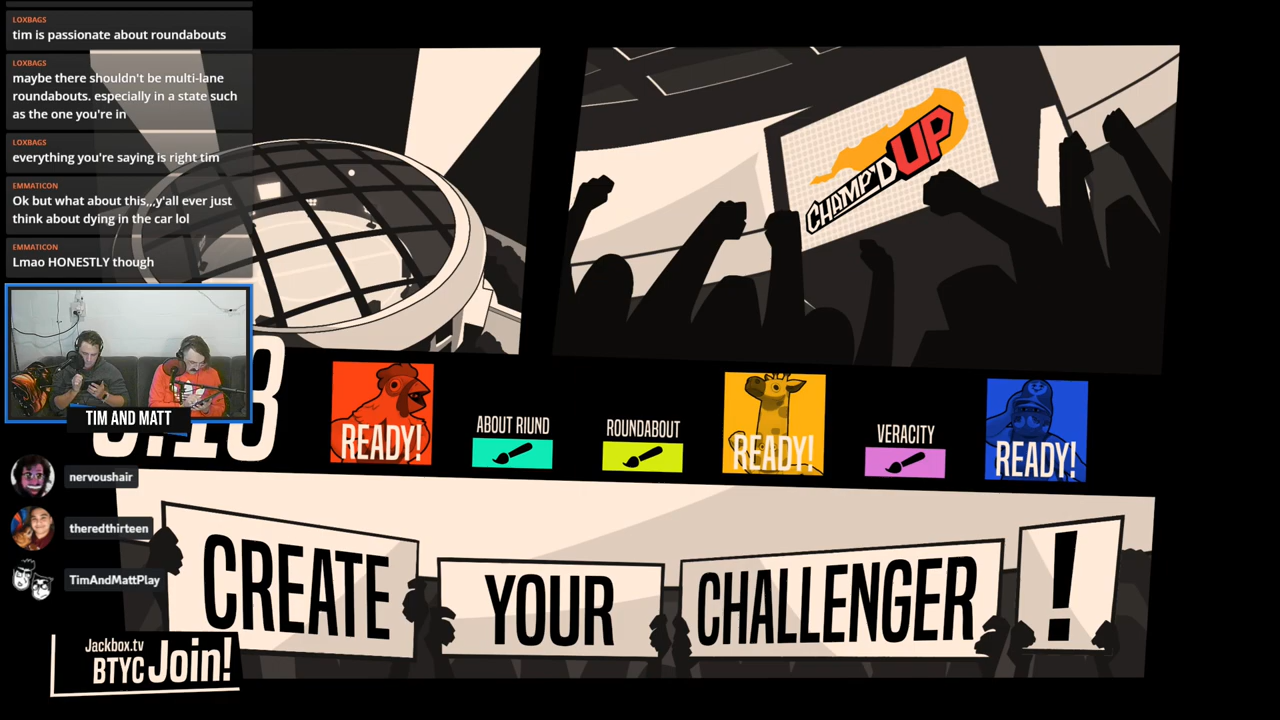 LOXBAGS
tim is passionate about roundabouts
LOXBAGS
maybe there shouldn't be multi-lane
roundabouts. especially in a state such
as the one you're in
LOXBAGS
everything you're saying is right tim
EMMATICON
Ok but what about this,,,y'all ever just
think about dying in the car lol
EMMATICON
Lmao HONESTLY though
CHAMP'D UP
TIM AND MATT
READY!
ABOUT RIUND
ROUNDABOUT
READY!
VERACITY
READY!
nervoushair
theredthirteen
TimAndMattPlay
CREATE YOUR CHALLENGER !
Jackbox.tv
BTYC Join!